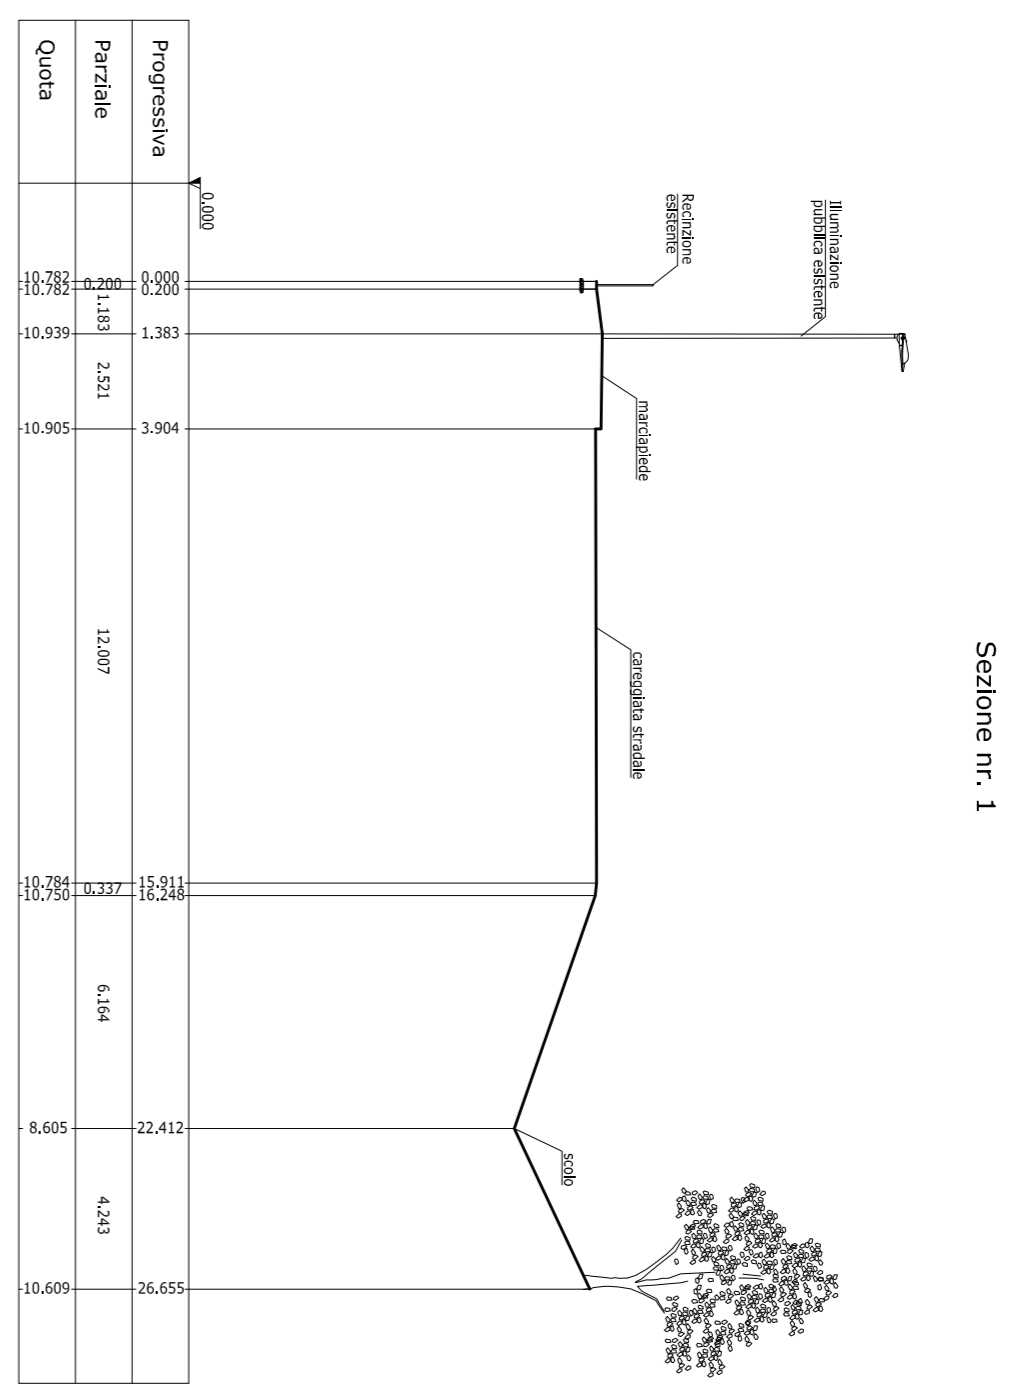 Sezione nr. 1
Illuminazione
pubblica esistente
Recinzione
esistente
marciapiede
careggiata stradale
scolo
0.000
Progressiva
0.000
0.200
1.383
3.904
15.911
16.248
22.412
26.655
Parziale
0.200
1.183
2.521
12.007
0.337
6.164
4.243
Quota
10.782
10.782
10.939
10.905
10.784
10.750
8.605
10.609